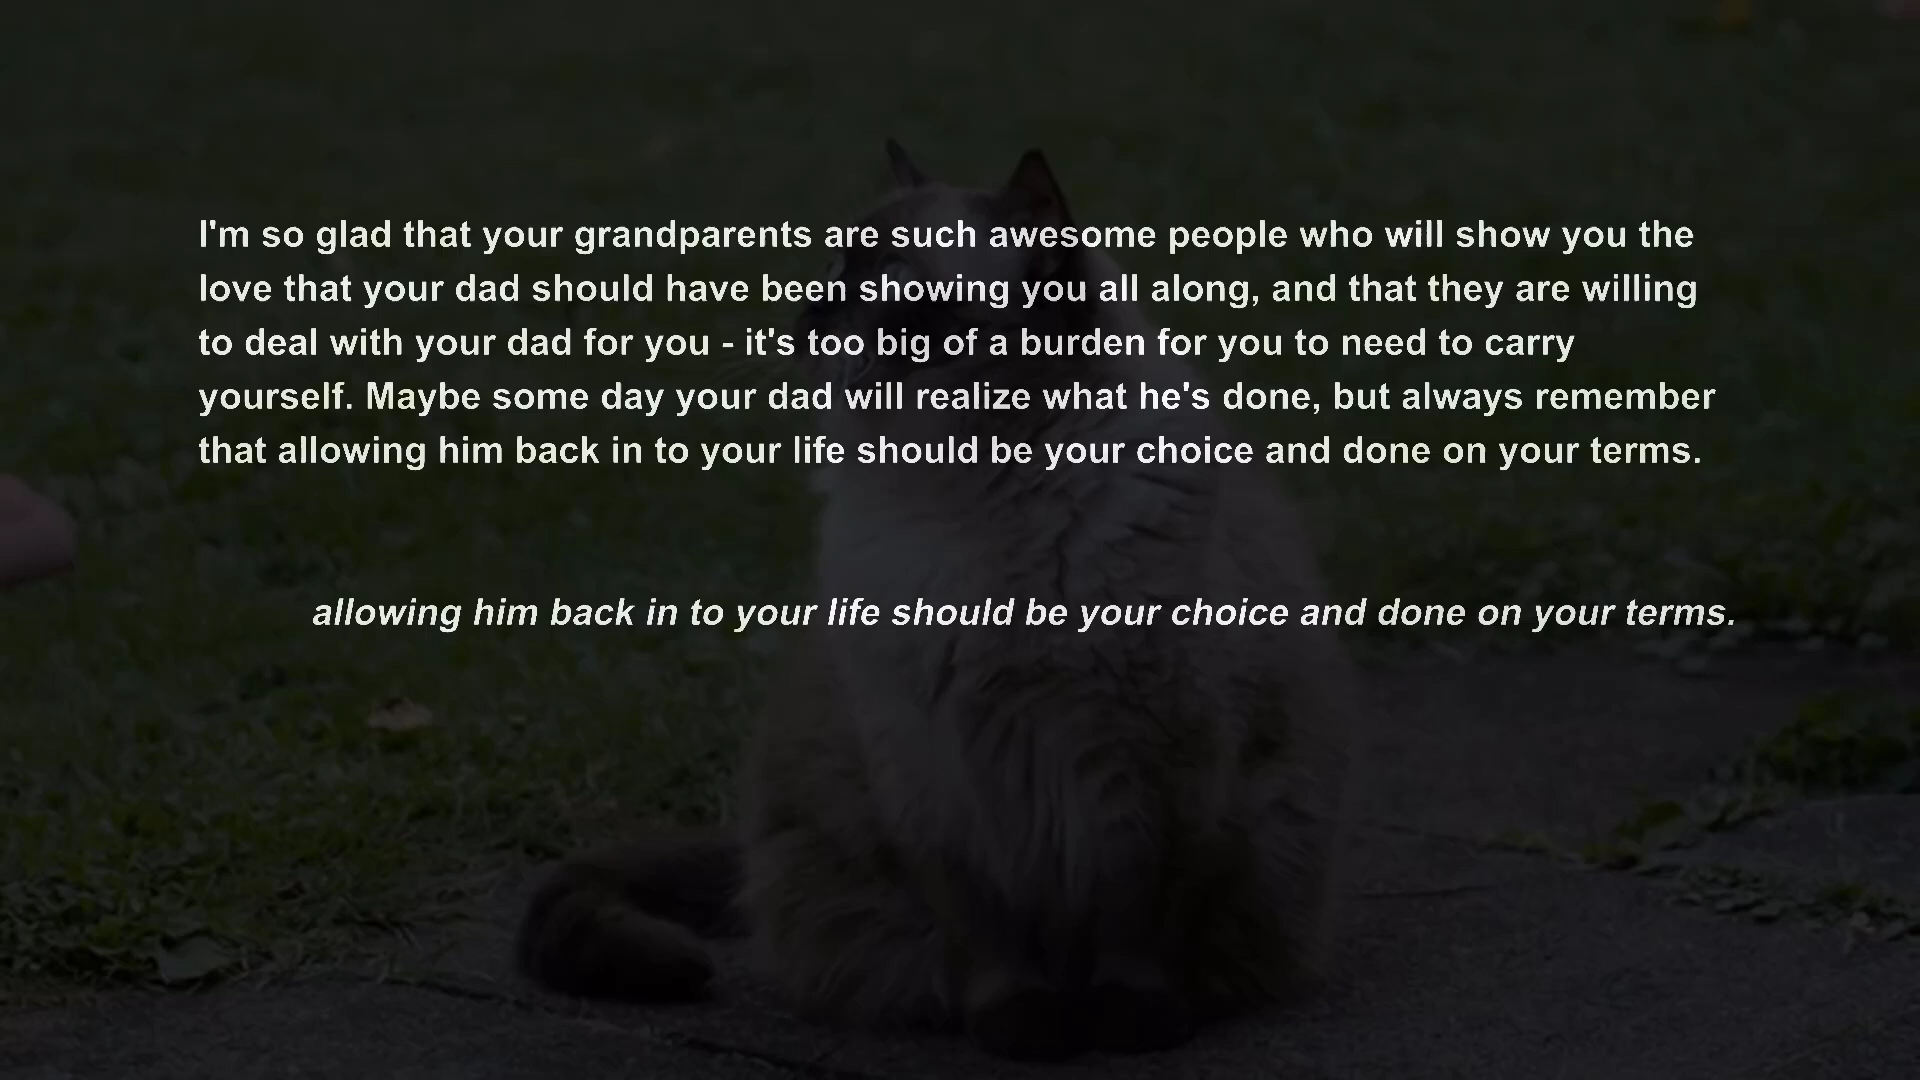 I'm so glad that your grandparents are such awesome people who will show you the
love that your dad should have been showing you all along, and that they are willing
to deal with your dad for you - it's too big of a burden for you to need to carry
yourself. Maybe some day your dad will realize what he's done, but always remember
that allowing him back in to your life should be your choice and done on your terms.
allowing him back in to your life should be your choice and done on your terms.